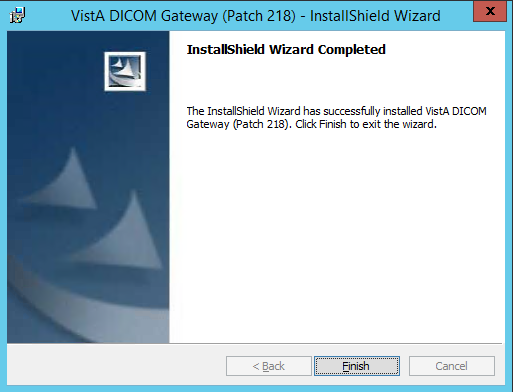 VistA DICOM Gateway (Patch 218) - InstallShield Wizard
x
InstallShield Wizard Completed
The InstallShield Wizard has successfully installed VistA DICOM
Gateway (Patch 218). Click Finish to exit the wizard.
< Back
Finish
Cancel